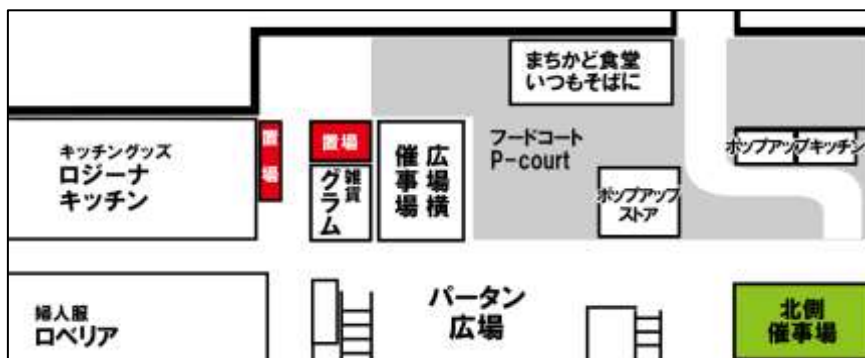 まちかど食堂
いつもそばに
キッチングッズ
ロジーナ
キッチン
置場
置場
雑貨
グラム
広場横
催事場
フードコート
P-court
ポップアップ
ストア
ポップアップキッチン
婦人服
ロベリア
パータン
広場
北側
催事場